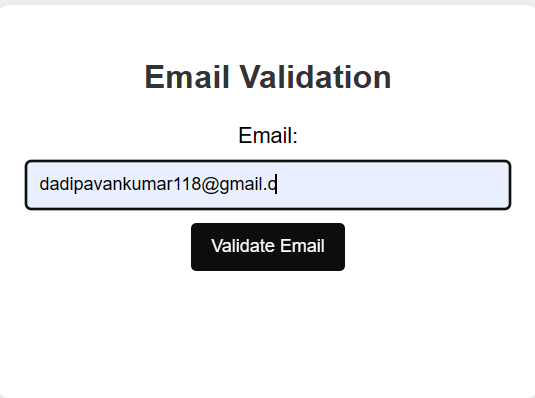 Email Validation
Email:
dadipavankumar118@gmail.c
Validate Email